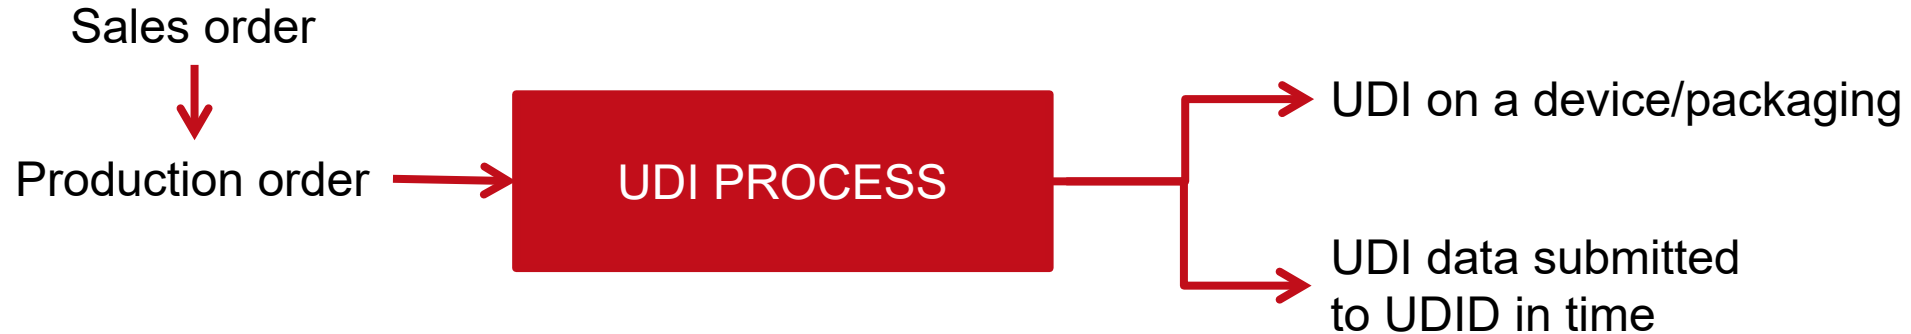 Sales order
Production order
UDI PROCESS
UDI on a device/packaging
UDI data submitted
to UDID in time